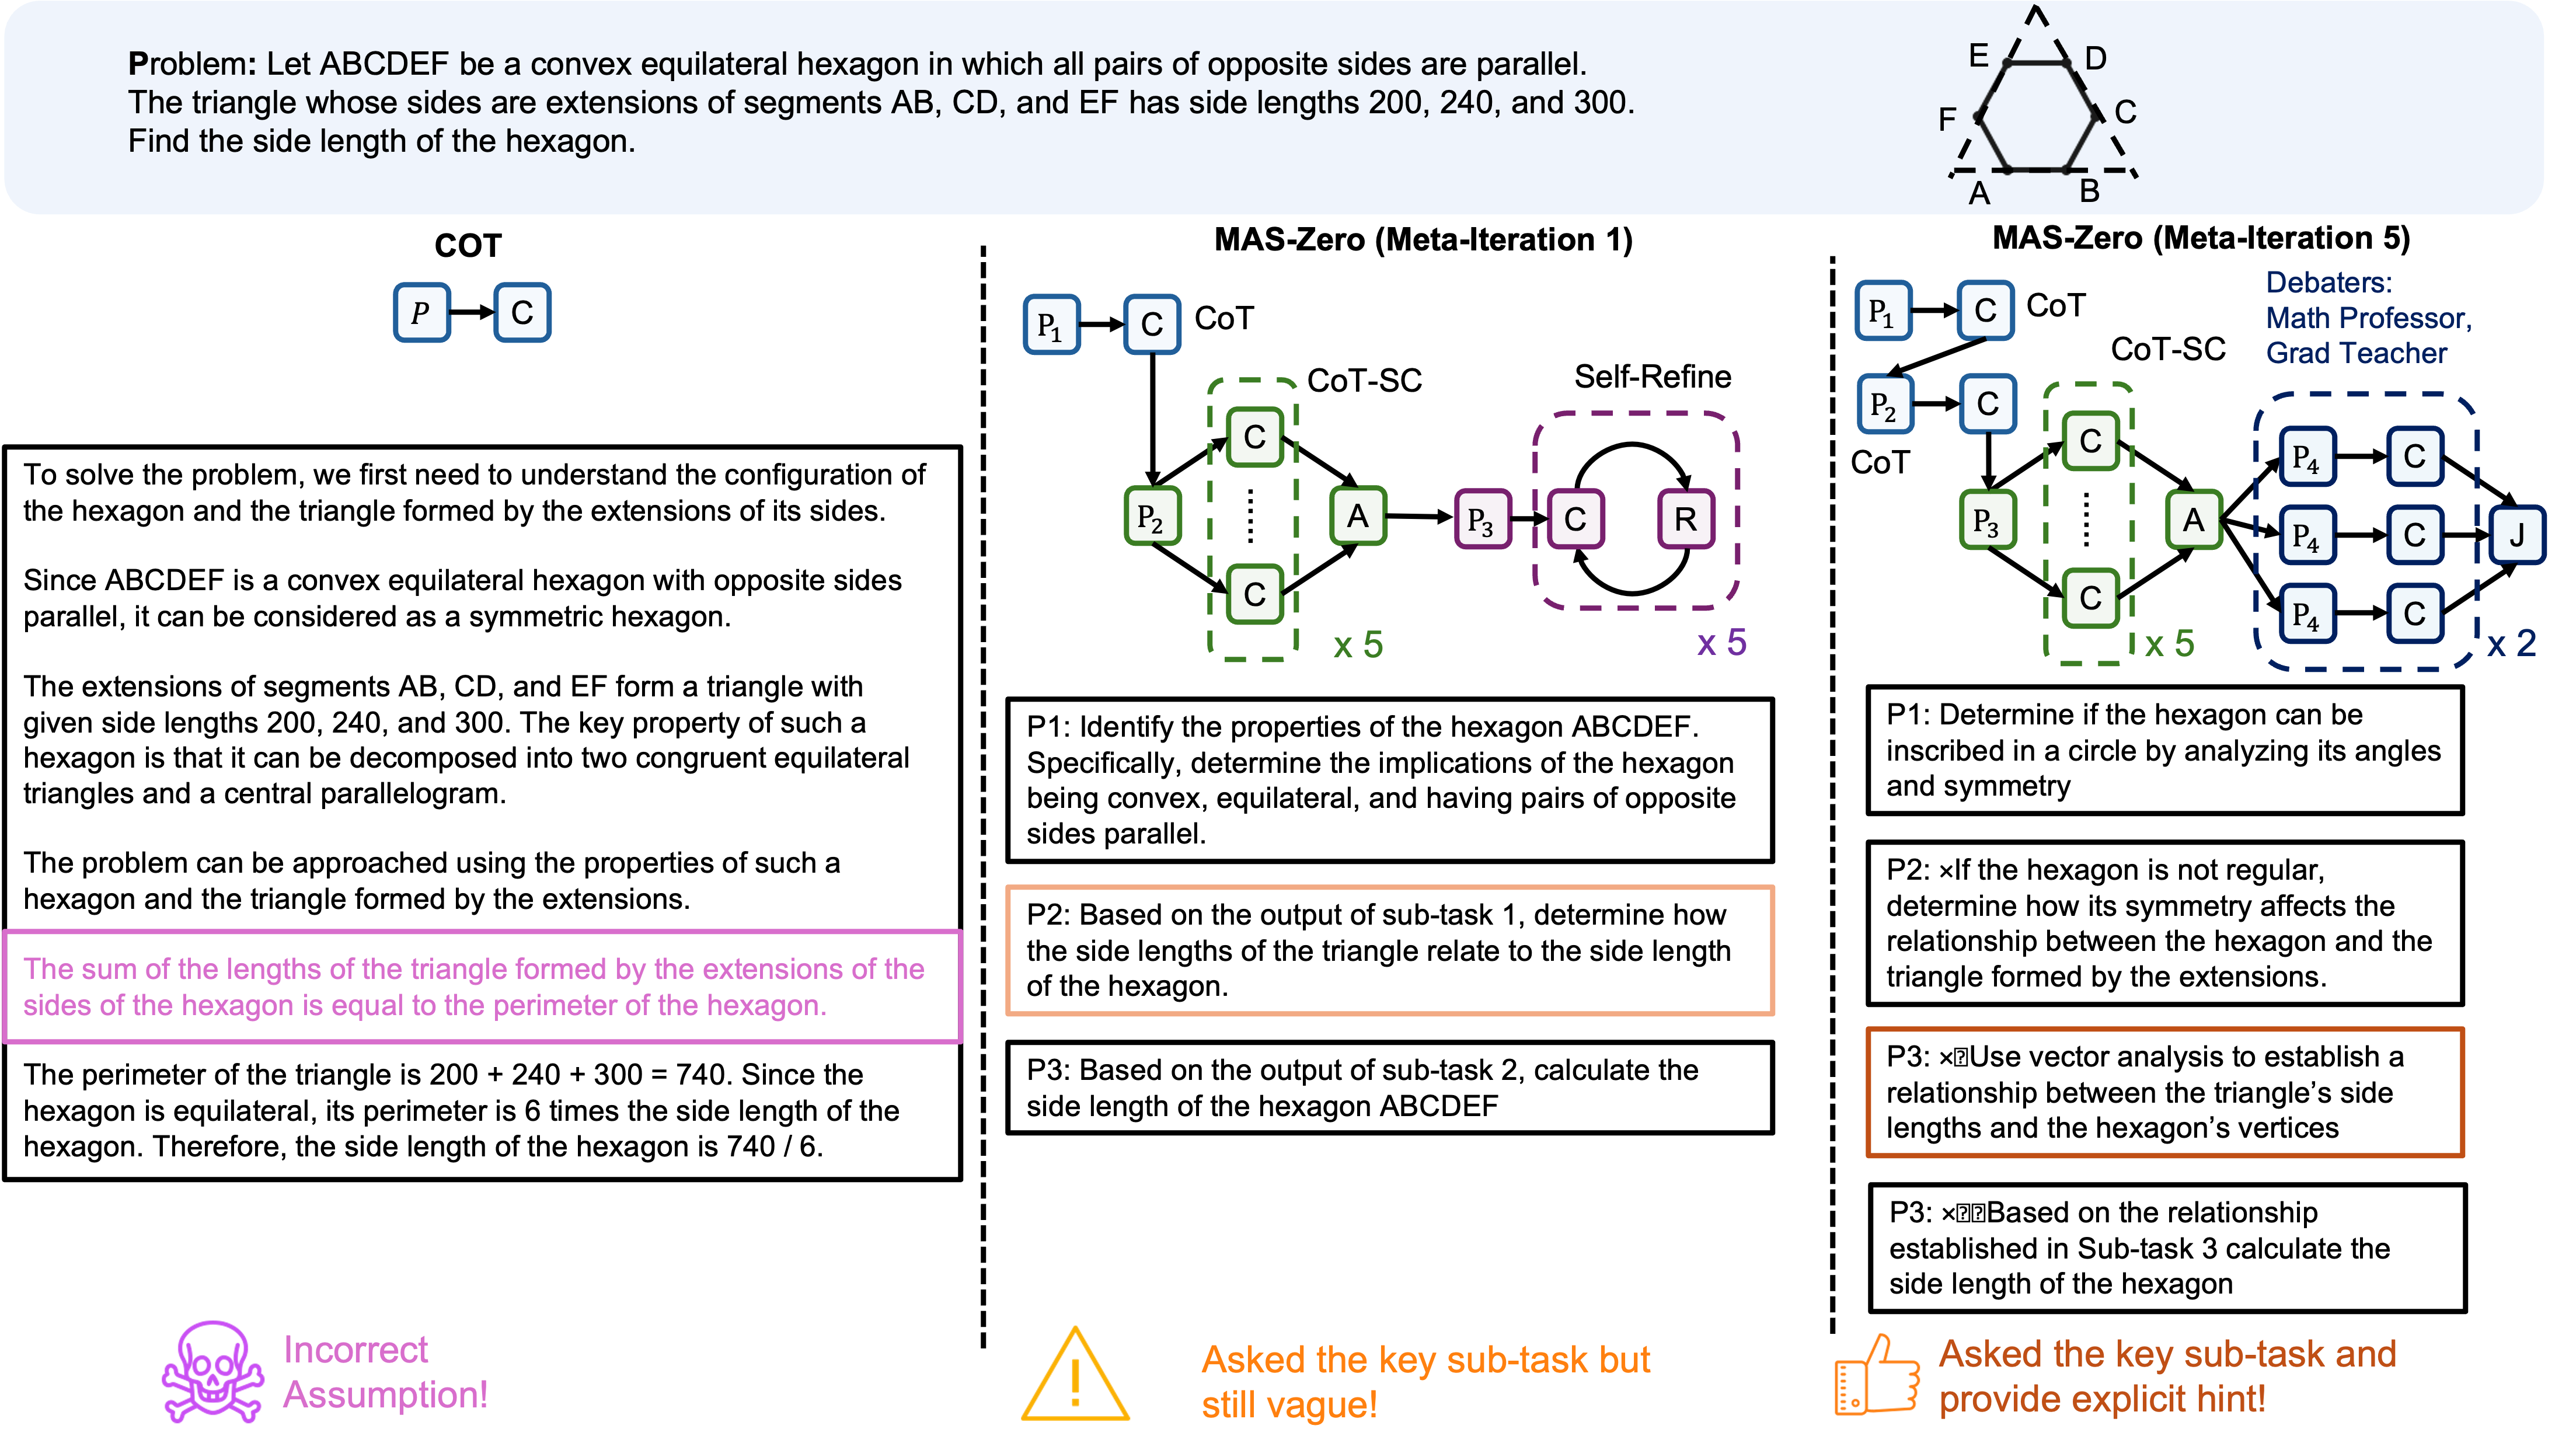 Problem: Let ABCDEF be a convex equilateral hexagon in which all pairs of opposite sides are parallel.
The triangle whose sides are extensions of segments AB, CD, and EF has side lengths 200, 240, and 300.
Find the side length of the hexagon.
E
D
F
C
A
B
COT
P
C
To solve the problem, we first need to understand the configuration of
the hexagon and the triangle formed by the extensions of its sides.
Since ABCDEF is a convex equilateral hexagon with opposite sides
parallel, it can be considered as a symmetric hexagon.
The extensions of segments AB, CD, and EF form a triangle with
given side lengths 200, 240, and 300. The key property of such a
hexagon is that it can be decomposed into two congruent equilateral
triangles and a central parallelogram.
The problem can be approached using the properties of such a
hexagon and the triangle formed by the extensions.
The sum of the lengths of the triangle formed by the extensions of the
sides of the hexagon is equal to the perimeter of the hexagon.
The perimeter of the triangle is 200 + 240 + 300 = 740. Since the
hexagon is equilateral, its perimeter is 6 times the side length of the
hexagon. Therefore, the side length of the hexagon is 740 / 6.
Incorrect
Assumption!
MAS-Zero (Meta-Iteration 1)
P₁
C
CoT
CoT-SC
Self-Refine
C
P₂
A
P₃
C
R
C
x 5
x 5
P1: Identify the properties of the hexagon ABCDEF.
Specifically, determine the implications of the hexagon
being convex, equilateral, and having pairs of opposite
sides parallel.
P2: Based on the output of sub-task 1, determine how
the side lengths of the triangle relate to the side length
of the hexagon.
P3: Based on the output of sub-task 2, calculate the
side length of the hexagon ABCDEF
!
Asked the key sub-task but
still vague!
MAS-Zero (Meta-Iteration 5)
Debaters:
Math Professor,
Grad Teacher
P₁
C
CoT
CoT-SC
P₂
C
CoT
C
P₃
A
C
P₄
C
P₄
C
P₄
C
J
x 5
x 2
P1: Determine if the hexagon can be
inscribed in a circle by analyzing its angles
and symmetry
P2: ×If the hexagon is not regular,
determine how its symmetry affects the
relationship between the hexagon and the
triangle formed by the extensions.
P3: ×⍰Use vector analysis to establish a
relationship between the triangle’s side
lengths and the hexagon’s vertices
P3: ×⍰⍰Based on the relationship
established in Sub-task 3 calculate the
side length of the hexagon
Asked the key sub-task and
provide explicit hint!